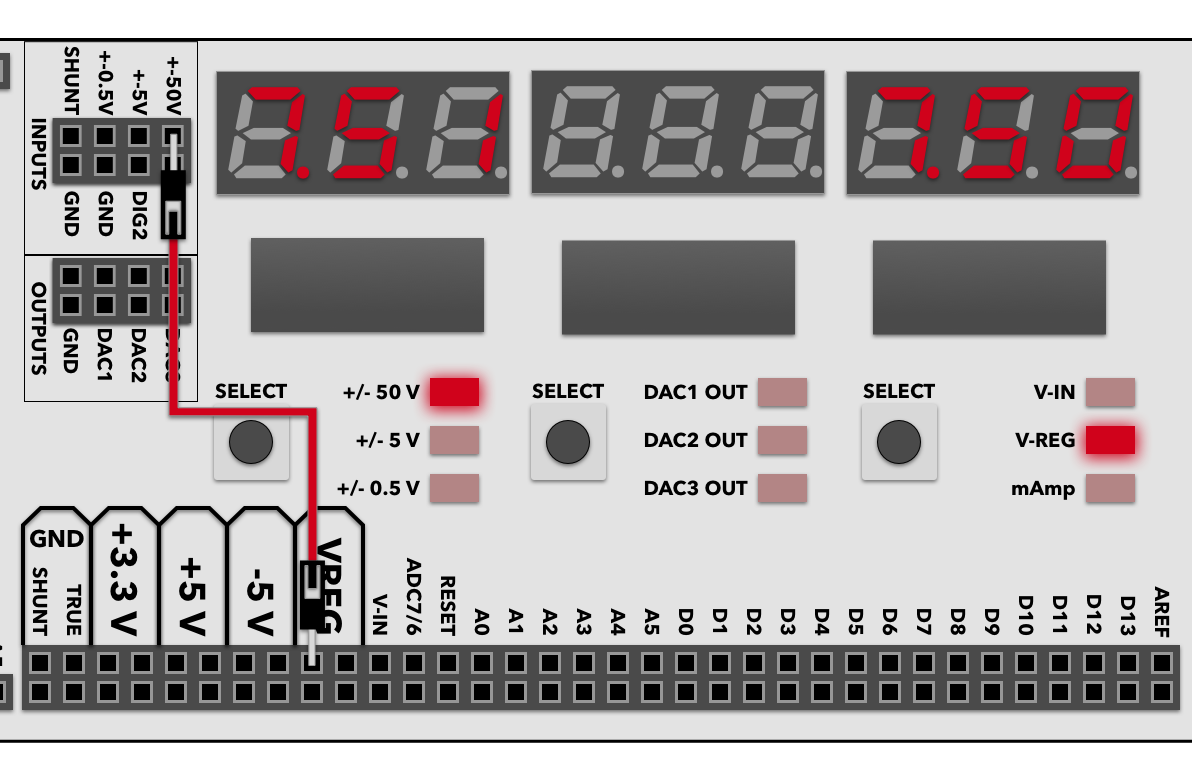 SHUNT
+-0.5V
+-5V
+-50V
INPUTS
GND
GND
DIG2
OUTPUTS
GND
DAC1
DAC2
7.51
7.50
SELECT
+/- 50 V
+/- 5 V
+/- 0.5 V
SELECT
DAC1 OUT
DAC2 OUT
DAC3 OUT
SELECT
V-IN
V-REG
mAmp
GND
SHUNT
TRUE
+3.3 V
+5 V
-5 V
VREG
V-IN
ADC7/6
RESET
A0
A1
A2
A3
A4
A5
D0
D1
D2
D3
D4
D5
D6
D7
D8
D9
D10
D11
D12
D13
AREF